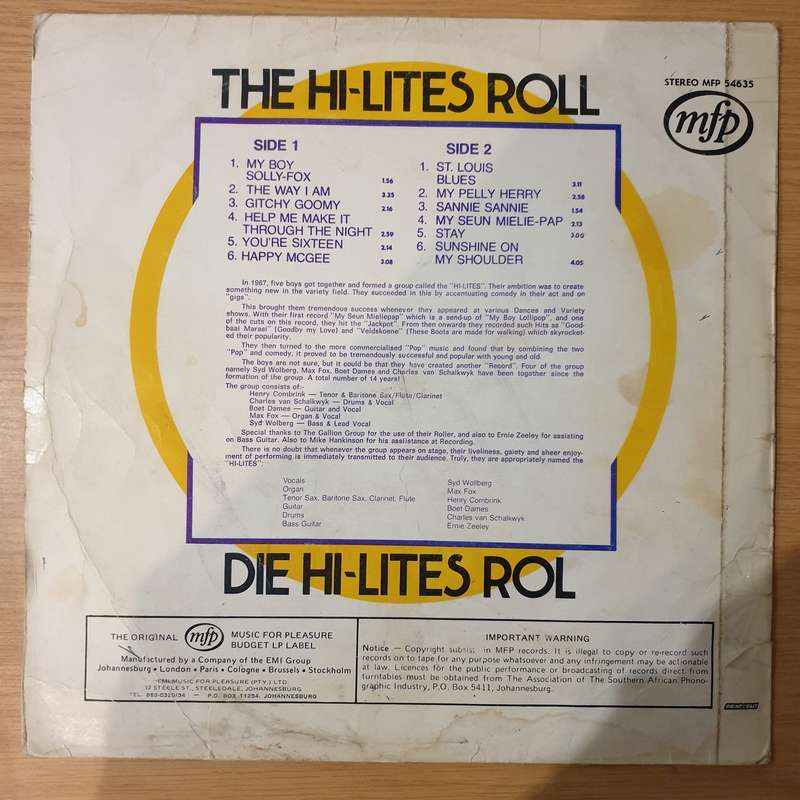 THE HI-LITES ROLL
STEREO MFP 54635
mfp
SIDE 1
1. MY BOY
SOLLY-FOX 1.56
2. THE WAY I AM 3.35
3. GITCHY GOOMY 2.16
4. HELP ME MAKE IT
THROUGH THE NIGHT 2.59
5. YOU'RE SIXTEEN 2.14
6. HAPPY MCGEE 3.08
SIDE 2
1. ST. LOUIS
BLUES 3.11
2. MY PELLY HERRY 2.58
3. SANNIE SANNIE 1.54
4. MY SEUN MIELIE-PAP 2.13
5. STAY 3.00
6. SUNSHINE ON
MY SHOULDER 4.05
In 1967, five boys got together and formed a group called the "HI-LITES". Their ambition was to create
something new in the variety field. They succeeded in this by accentuating comedy in their act and on
"gigs".
This brought them tremendous success whenever they appeared at various Dances and Variety
shows. With their first record "My Seun Mieliepap" which is a send-up of "My Boy Lollipop", and one
of the cuts on this record, they hit the "Jackpot". From then onwards they recorded such Hits as "Good-
baai Maraai" (Goodby my Love) and "Veldskoene" (These Boots are made for walking) which skyrocket-
ed their popularity.
They then turned to the more commercialised "Pop" music and found that by combining the two
"Pop" and comedy, it proved to be tremendously successful and popular with young and old.
The boys are not sure, but it could be that they have created another "Record". Four of the group
namely Syd Wolberg, Max Fox, Boet Dames and Charles van Schalkwyk have been together since the
formation of the group. A total number of 14 years!
The group consists of:-
Henry Combrink — Tenor & Baritone Sax/Flute/Clarinet
Charles van Schalkwyk — Drums & Vocal
Boet Dames — Guitar and Vocal
Max Fox — Organ & Vocal
Syd Wolberg — Bass & Lead Vocal
Special thanks to The Gallion Group for the use of their Roller, and also to Ernie Zeeley for assisting
on Bass Guitar. Also to Mike Hankinson for his assistance at Recording.
There is no doubt that whenever the group appears on stage, their liveliness, gaiety and sheer enjoy-
ment of performing is immediately transmitted to their audience. Truly, they are appropriately named the
"HI-LITES":
Vocals Syd Wollberg
Organ Max Fox
Tenor Sax, Baritone Sax, Clarinet, Flute Henry Combrink
Guitar Boet Dames
Drums Charles van Schalkwyk
Bass Guitar Ernie Zeeley
DIE HI-LITES ROL
THE ORIGINAL mfp MUSIC FOR PLEASURE
BUDGET LP LABEL
Manufactured by a Company of the EMI Group
Johannesburg • London • Paris • Cologne • Brussels • Stockholm
EMI/MUSIC FOR PLEASURE (PTY.) LTD.
12 STEELE ST., STEELEDALE, JOHANNESBURG
P.O. BOX 11254, JOHANNESBURG
IMPORTANT WARNING
Notice — Copyright subsist in MFP records. It is illegal to copy or re-record such
records on to tape for any purpose whatsoever and any infringement may be actionable
at law. Licences for the public performance or broadcasting of records direct from
turntables must be obtained from The Association of The Southern African Phono-
graphic Industry, P.O. Box 5411, Johannesburg.